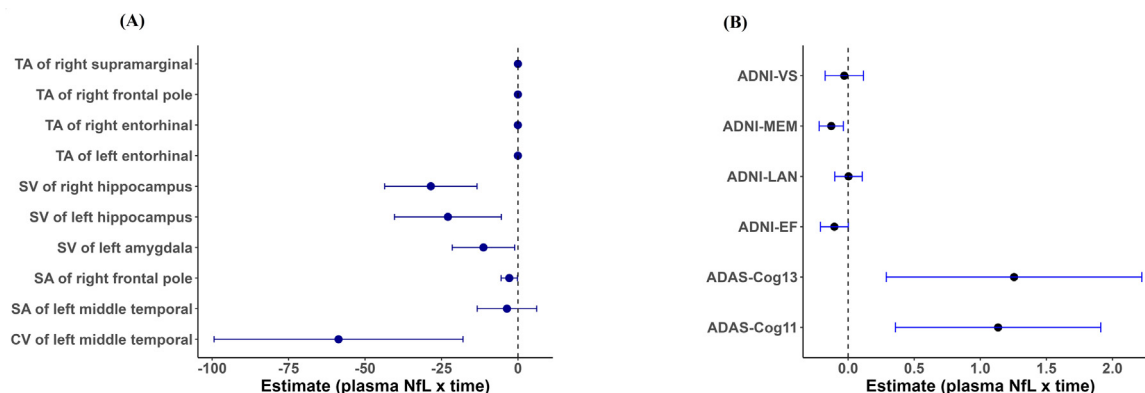 (A)
TA of right supramarginal
TA of right frontal pole
TA of right entorhinal
TA of left entorhinal
SV of right hippocampus
SV of left hippocampus
SV of left amygdala
SA of right frontal pole
SA of left middle temporal
CV of left middle temporal
-100 -75 -50 -25 0
Estimate (plasma NfL x time)
(B)
ADNI-VS
ADNI-MEM
ADNI-LAN
ADNI-EF
ADAS-Cog13
ADAS-Cog11
0.0 0.5 1.0 1.5 2.0
Estimate (plasma NfL x time)